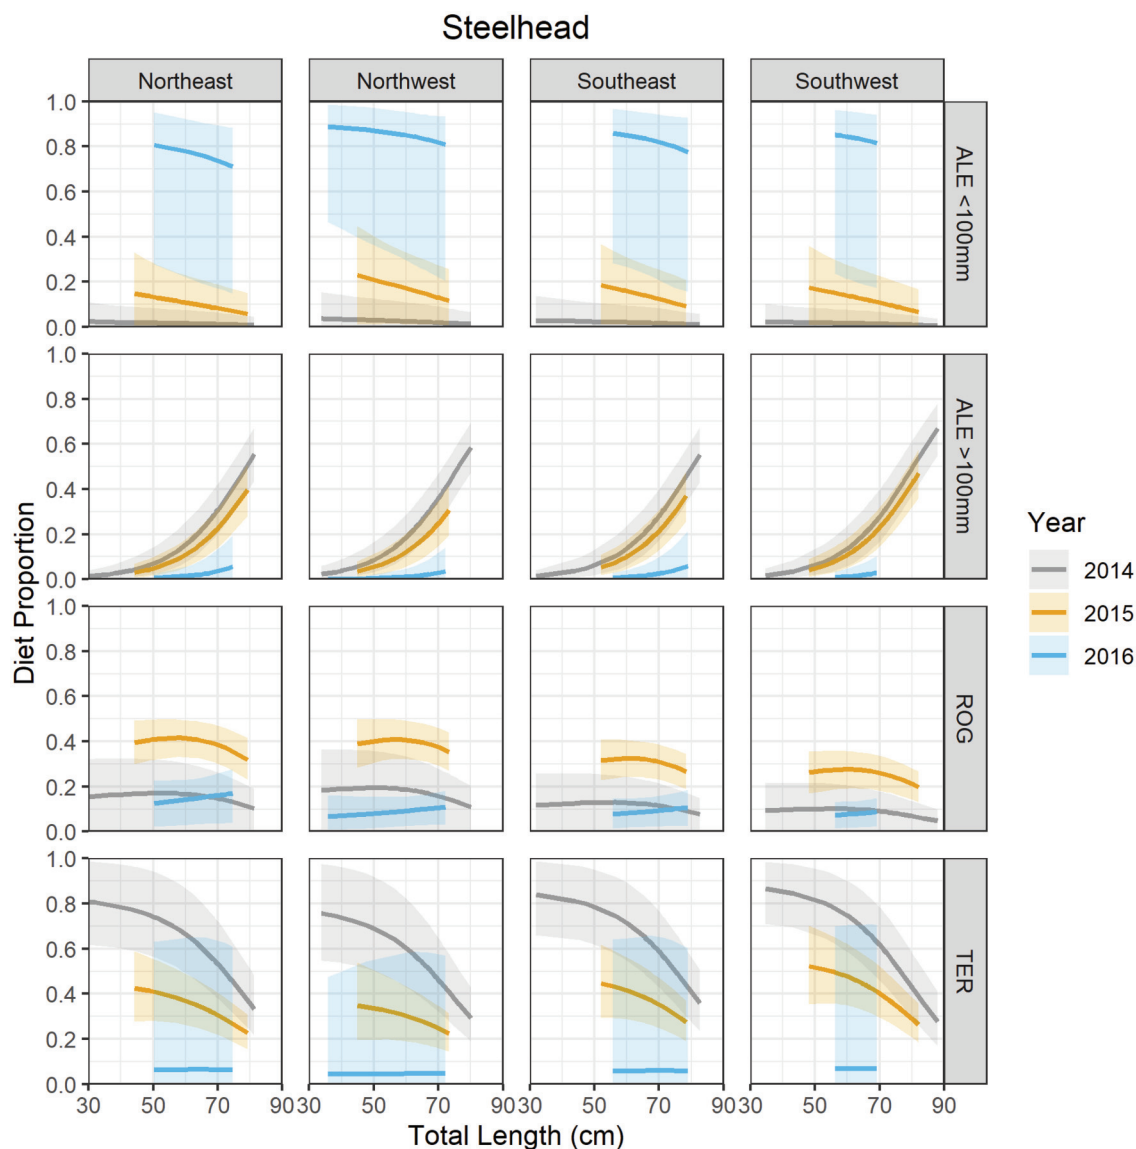 Steelhead
Northeast Northwest Southeast Southwest
1.0
0.8
0.6
0.4
0.2
0.0
ALE <100mm
1.0
0.8
0.6
0.4
0.2
0.0
ALE >100mm
1.0
0.8
0.6
0.4
0.2
0.0
ROG
1.0
0.8
0.6
0.4
0.2
0.0
TER
Diet Proportion
30 50 70 90 30 50 70 90 30 50 70 90 30 50 70 90
Total Length (cm)
Year
2014
2015
2016